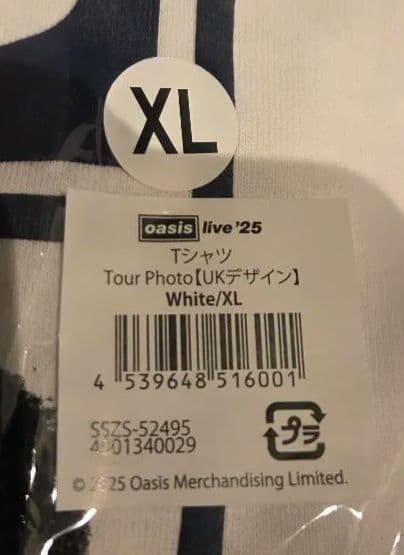 XL
oasis live '25
Tシャツ
Tour Photo【UKデザイン】
White/XL
4 539648 516001
SSZS-52495
4601340029
プラ
© 2025 Oasis Merchandising Limited.